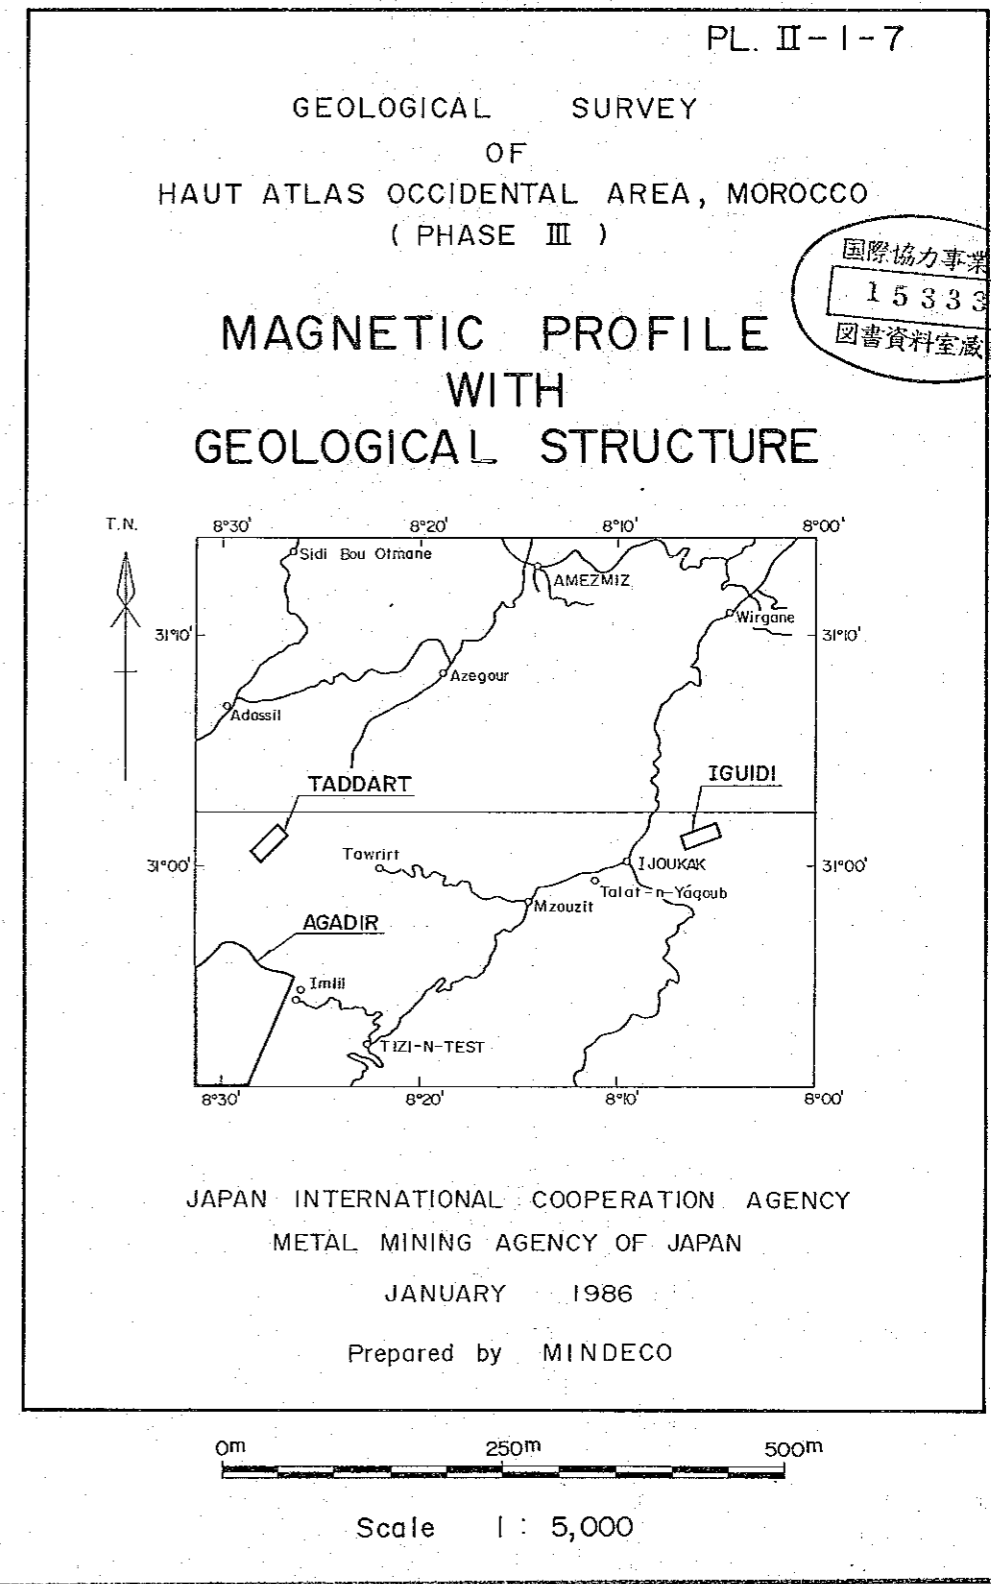 PL. II-1-7
GEOLOGICAL SURVEY
OF
HAUT ATLAS OCCIDENTAL AREA, MOROCCO
( PHASE III )
国際協力事業
15333
図書資料室蔵
MAGNETIC PROFILE
WITH
GEOLOGICAL STRUCTURE
T.N.
8°30' 8°20' 8°10' 8°00'
Sidi Bou Otmane
AMEZMIZ
Wirgane
31°10' 31°10'
Azegour
Adassil
TADDART
IGUIDI
Tawrirt
31°00' 31°00'
IJOUKAK
Talat-n-Yáqoub
Mzouzit
AGADIR
Imlil
TIZI-N-TEST
8°30' 8°20' 8°10' 8°00'
JAPAN INTERNATIONAL COOPERATION AGENCY
METAL MINING AGENCY OF JAPAN
JANUARY 1986
Prepared by MINDECO
0m 250m 500m
Scale 1 : 5,000